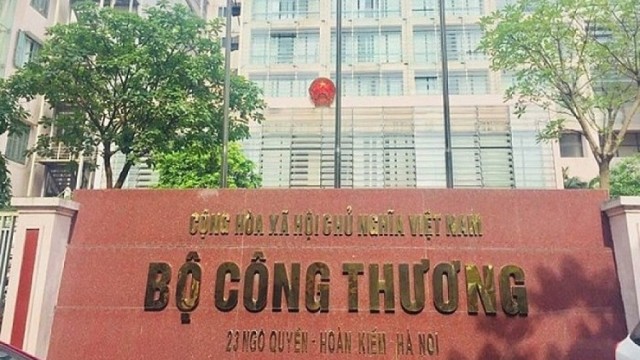 CỘNG HÒA XÃ HỘI CHỦ NGHĨA VIỆT NAM
BỘ CÔNG THƯƠNG
23 NGÔ QUYỀN - HOÀN KIẾM HÀ NỘI